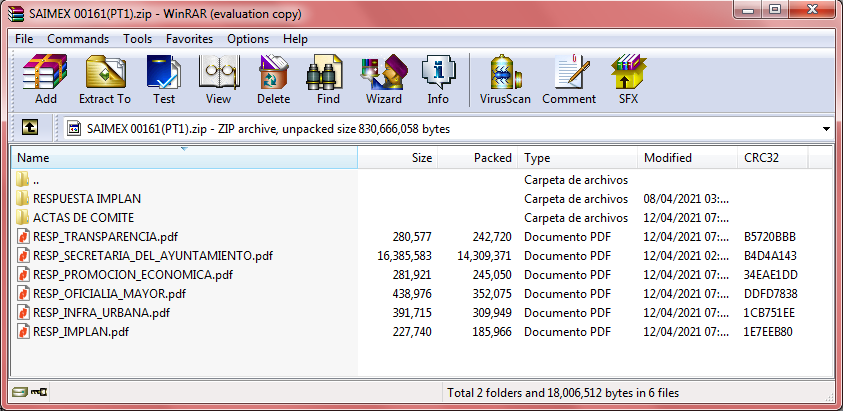 SAIMEX 00161(PT1).zip - WinRAR (evaluation copy)
File Commands Tools Favorites Options Help
Add Extract To Test View Delete Find Wizard Info VirusScan Comment SFX
SAIMEX 00161(PT1).zip - ZIP archive, unpacked size 830,666,058 bytes
Name Size Packed Type Modified CRC32
.. Carpeta de archivos
RESPUESTA IMPLAN Carpeta de archivos 08/04/2021 03:...
ACTAS DE COMITE Carpeta de archivos 12/04/2021 07:...
RESP_TRANSPARENCIA.pdf 280,577 242,720 Documento PDF 12/04/2021 07:... B5720BBB
RESP_SECRETARIA_DEL_AYUNTAMIENTO.pdf 16,385,583 14,309,371 Documento PDF 12/04/2021 02:... B4D4A143
RESP_PROMOCION_ECONOMICA.pdf 281,921 245,050 Documento PDF 12/04/2021 07:... 34EAE1DD
RESP_OFICIALIA_MAYOR.pdf 438,976 352,075 Documento PDF 12/04/2021 07:... DDFD7838
RESP_INFRA_URBANA.pdf 391,715 309,949 Documento PDF 12/04/2021 07:... 1CB751EE
RESP_IMPLAN.pdf 227,740 185,966 Documento PDF 12/04/2021 07:... 1E7EEB80
Total 2 folders and 18,006,512 bytes in 6 files